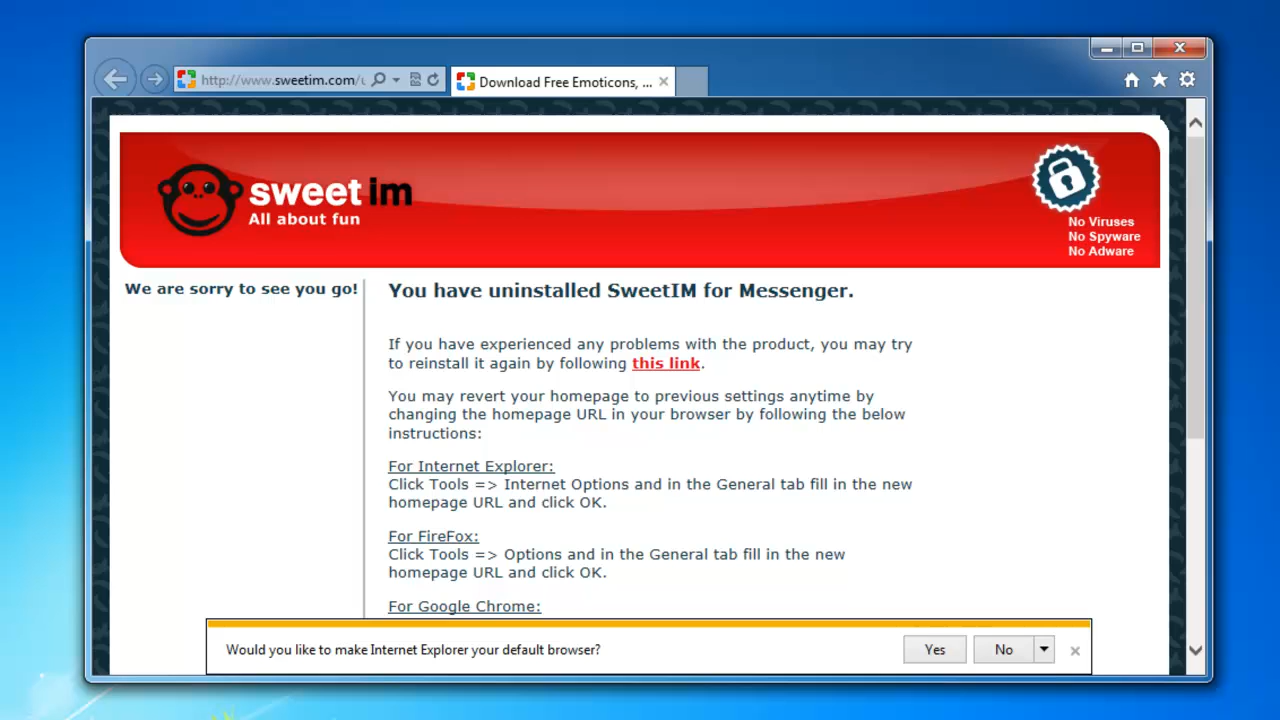 http://www.sweetim.com/u
Download Free Emoticons, ...
sweet im
All about fun
No Viruses
No Spyware
No Adware
We are sorry to see you go!
You have uninstalled SweetIM for Messenger.
If you have experienced any problems with the product, you may try
to reinstall it again by following this link.
You may revert your homepage to previous settings anytime by
changing the homepage URL in your browser by following the below
instructions:
For Internet Explorer:
Click Tools => Internet Options and in the General tab fill in the new
homepage URL and click OK.
For FireFox:
Click Tools => Options and in the General tab fill in the new
homepage URL and click OK.
For Google Chrome:
Would you like to make Internet Explorer your default browser?
Yes
No